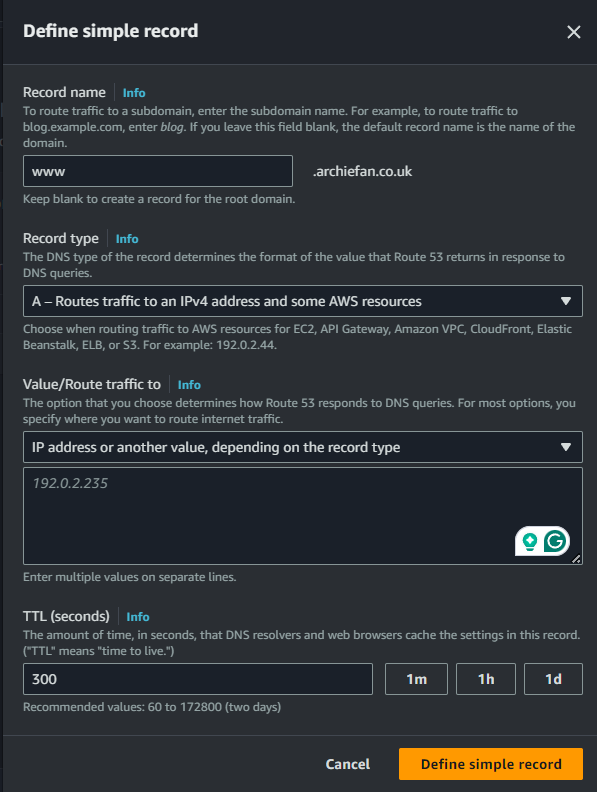 Define simple record
Record name Info
To route traffic to a subdomain, enter the subdomain name. For example, to route traffic to
blog.example.com, enter blog. If you leave this field blank, the default record name is the name of the
domain.
www .archiefan.co.uk
Keep blank to create a record for the root domain.
Record type Info
The DNS type of the record determines the format of the value that Route 53 returns in response to
DNS queries.
A – Routes traffic to an IPv4 address and some AWS resources
Choose when routing traffic to AWS resources for EC2, API Gateway, Amazon VPC, CloudFront, Elastic
Beanstalk, ELB, or S3. For example: 192.0.2.44.
Value/Route traffic to Info
The option that you choose determines how Route 53 responds to DNS queries. For most options, you
specify where you want to route internet traffic.
IP address or another value, depending on the record type
192.0.2.235
Enter multiple values on separate lines.
TTL (seconds) Info
The amount of time, in seconds, that DNS resolvers and web browsers cache the settings in this record.
("TTL" means "time to live.")
300 1m 1h 1d
Recommended values: 60 to 172800 (two days)
Cancel Define simple record